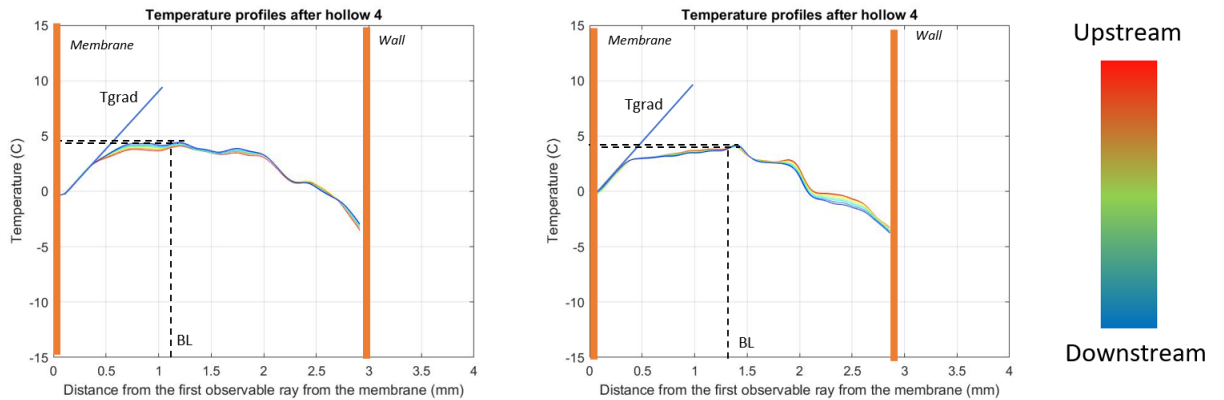 Temperature profiles after hollow 4
15
10
5
0
-5
-10
-15
Temperature (C)
Membrane
Wall
Tgrad
BL
0 0.5 1 1.5 2 2.5 3 3.5 4
Distance from the first observable ray from the membrane (mm)
Temperature profiles after hollow 4
15
10
5
0
-5
-10
-15
Temperature (C)
Membrane
Wall
Tgrad
BL
0 0.5 1 1.5 2 2.5 3 3.5 4
Distance from the first observable ray from the membrane (mm)
Upstream
Downstream